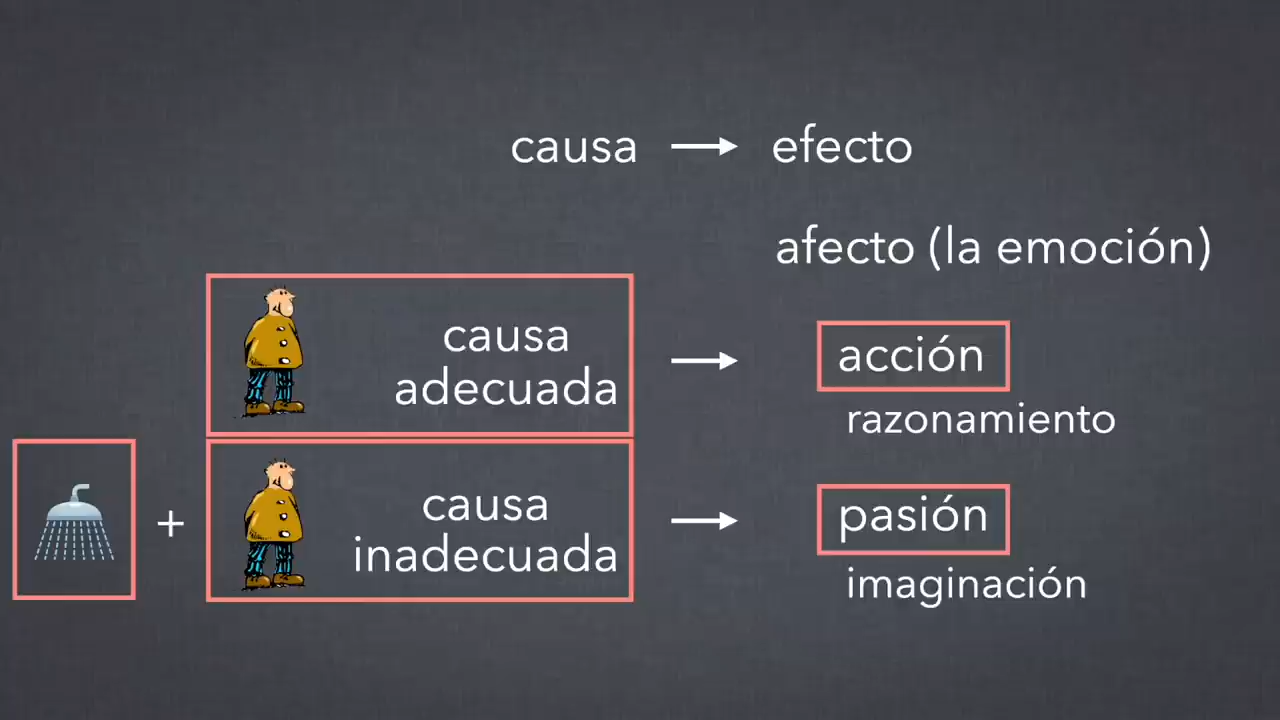 causa → efecto
afecto (la emoción)
causa
adecuada → acción
razonamiento
+ causa
inadecuada → pasión
imaginación